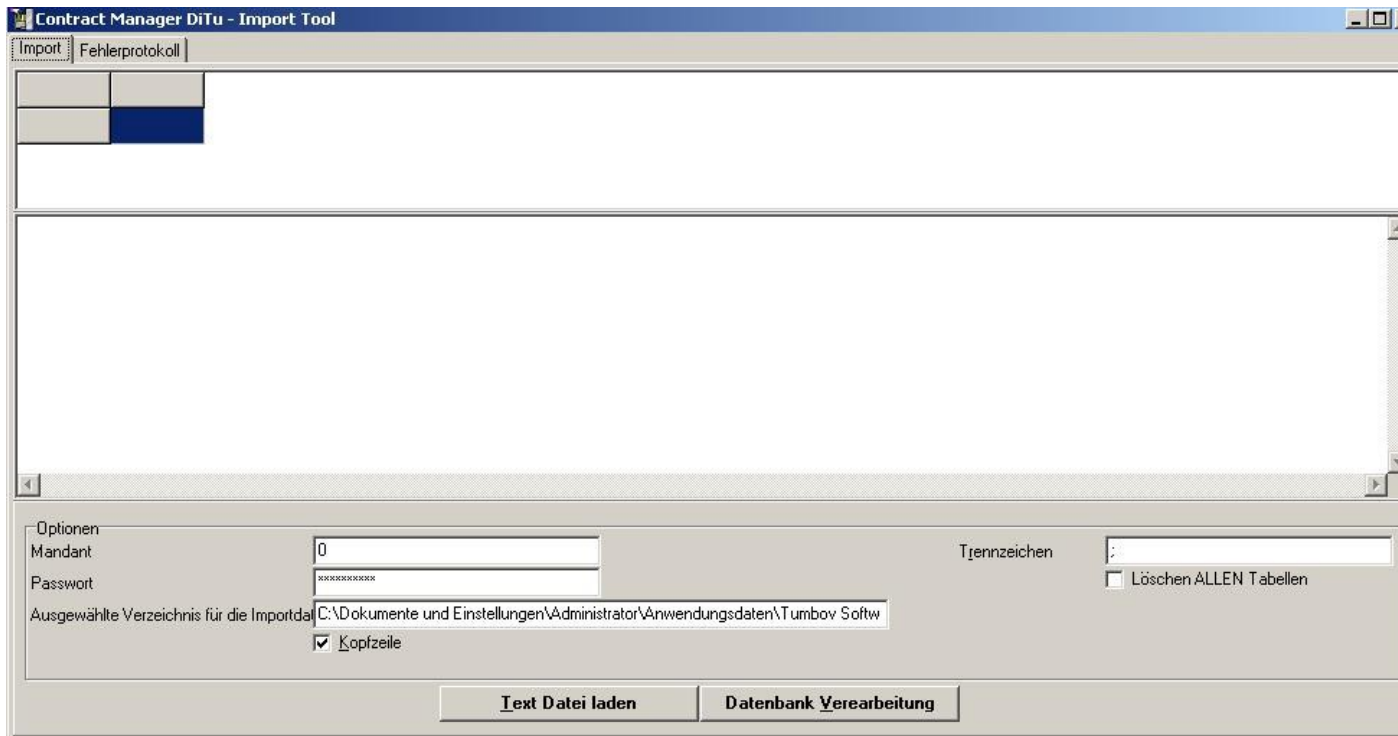 Contract Manager DiTu - Import Tool
Import Fehlerprotokoll
Optionen
Mandant 0 Trennzeichen ;
Passwort ********** Löschen ALLEN Tabellen
Ausgewählte Verzeichnis für die Importdat C:\Dokumente und Einstellungen\Administrator\Anwendungsdaten\Tumbov Softw
Kopfzeile
Text Datei laden Datenbank Verearbeitung